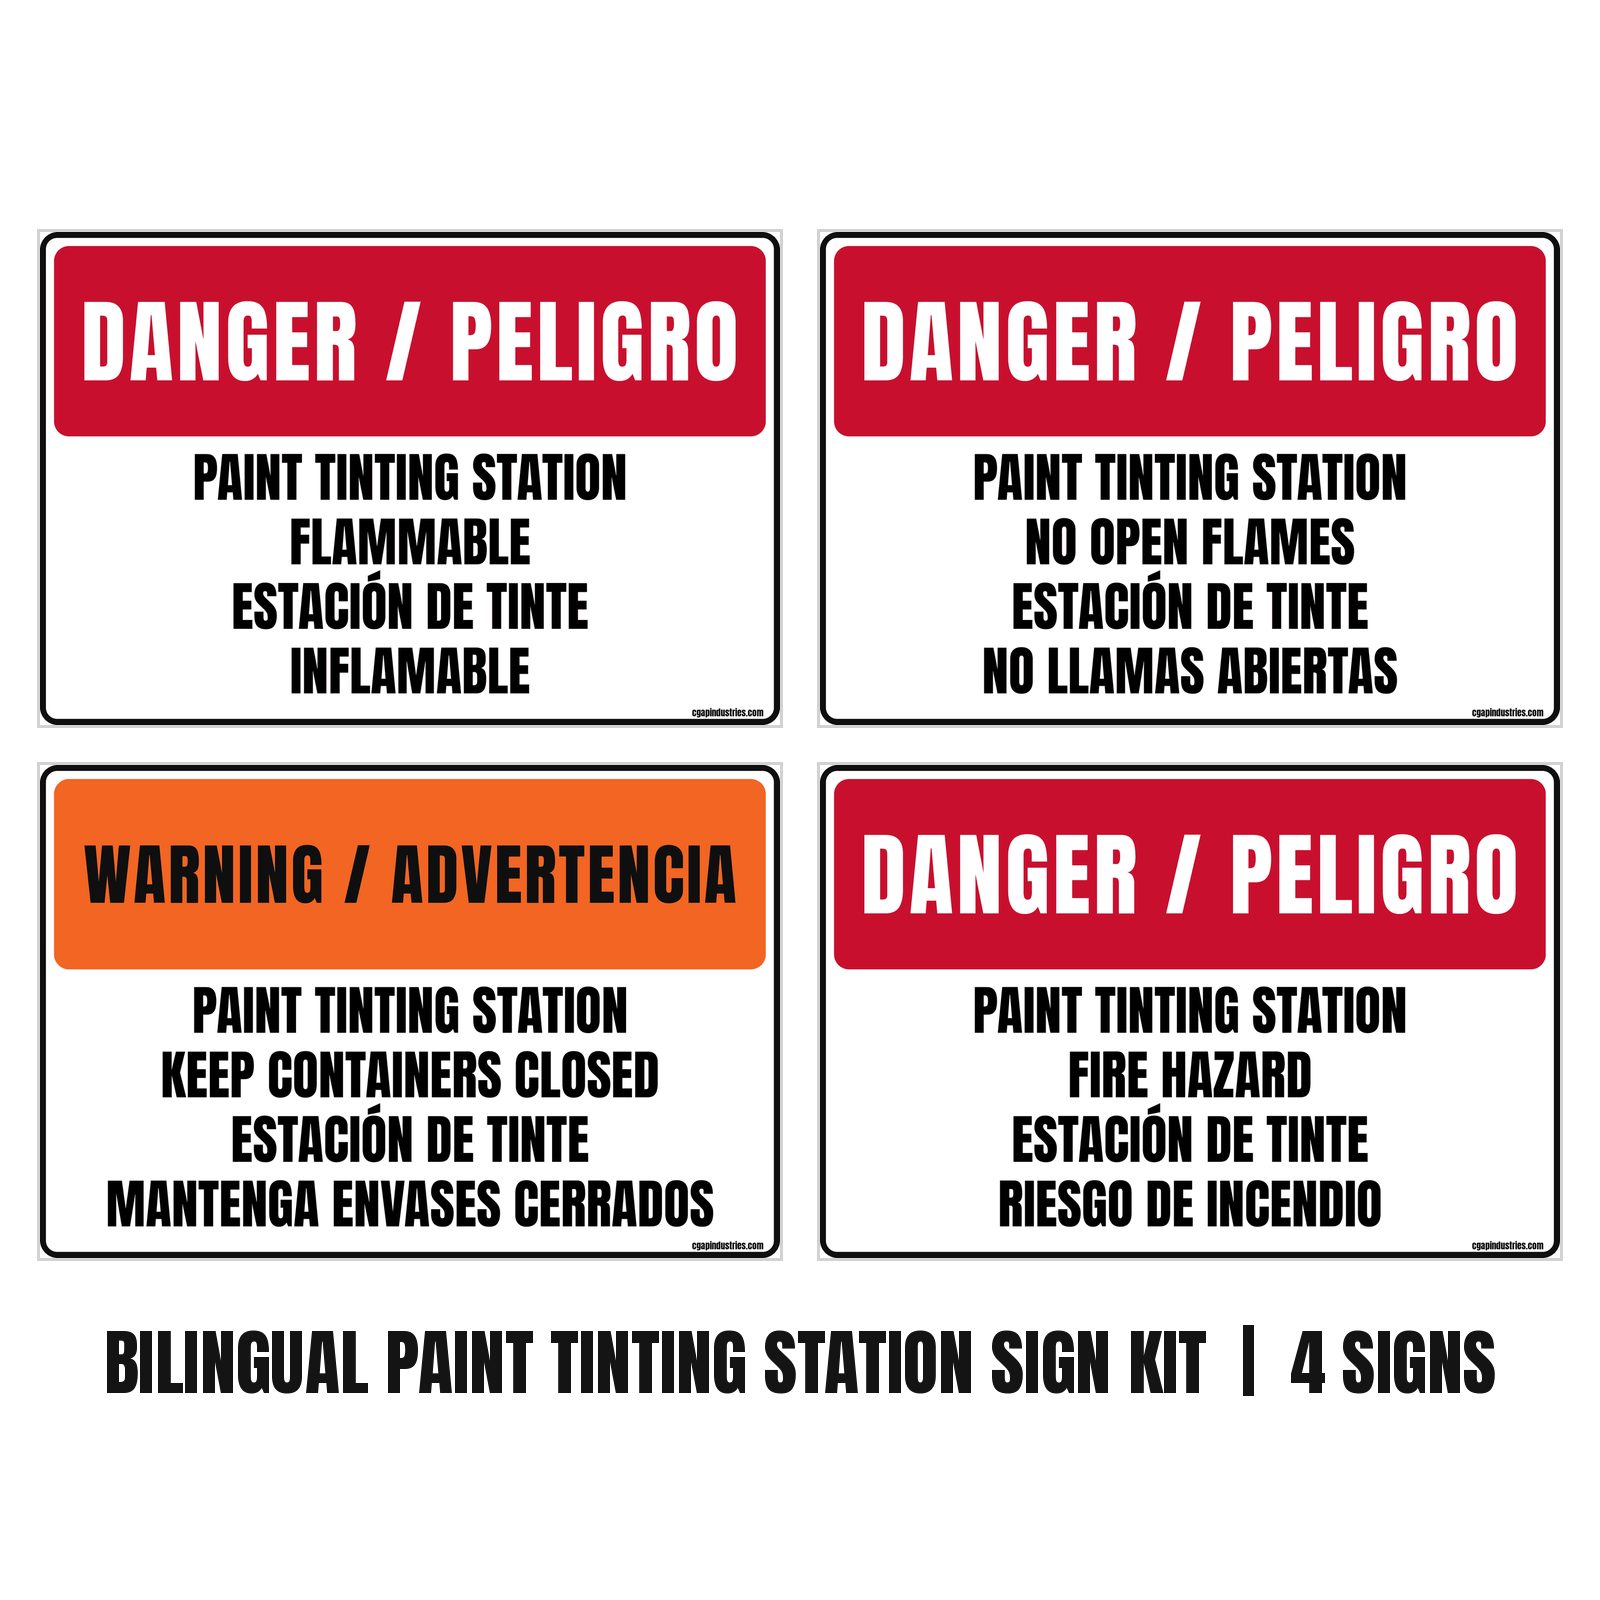 DANGER / PELIGRO
PAINT TINTING STATION
FLAMMABLE
ESTACIÓN DE TINTE
INFLAMABLE
cgapindustries.com
DANGER / PELIGRO
PAINT TINTING STATION
NO OPEN FLAMES
ESTACIÓN DE TINTE
NO LLAMAS ABIERTAS
cgapindustries.com
WARNING / ADVERTENCIA
PAINT TINTING STATION
KEEP CONTAINERS CLOSED
ESTACIÓN DE TINTE
MANTENGA ENVASES CERRADOS
cgapindustries.com
DANGER / PELIGRO
PAINT TINTING STATION
FIRE HAZARD
ESTACIÓN DE TINTE
RIESGO DE INCENDIO
cgapindustries.com
BILINGUAL PAINT TINTING STATION SIGN KIT | 4 SIGNS